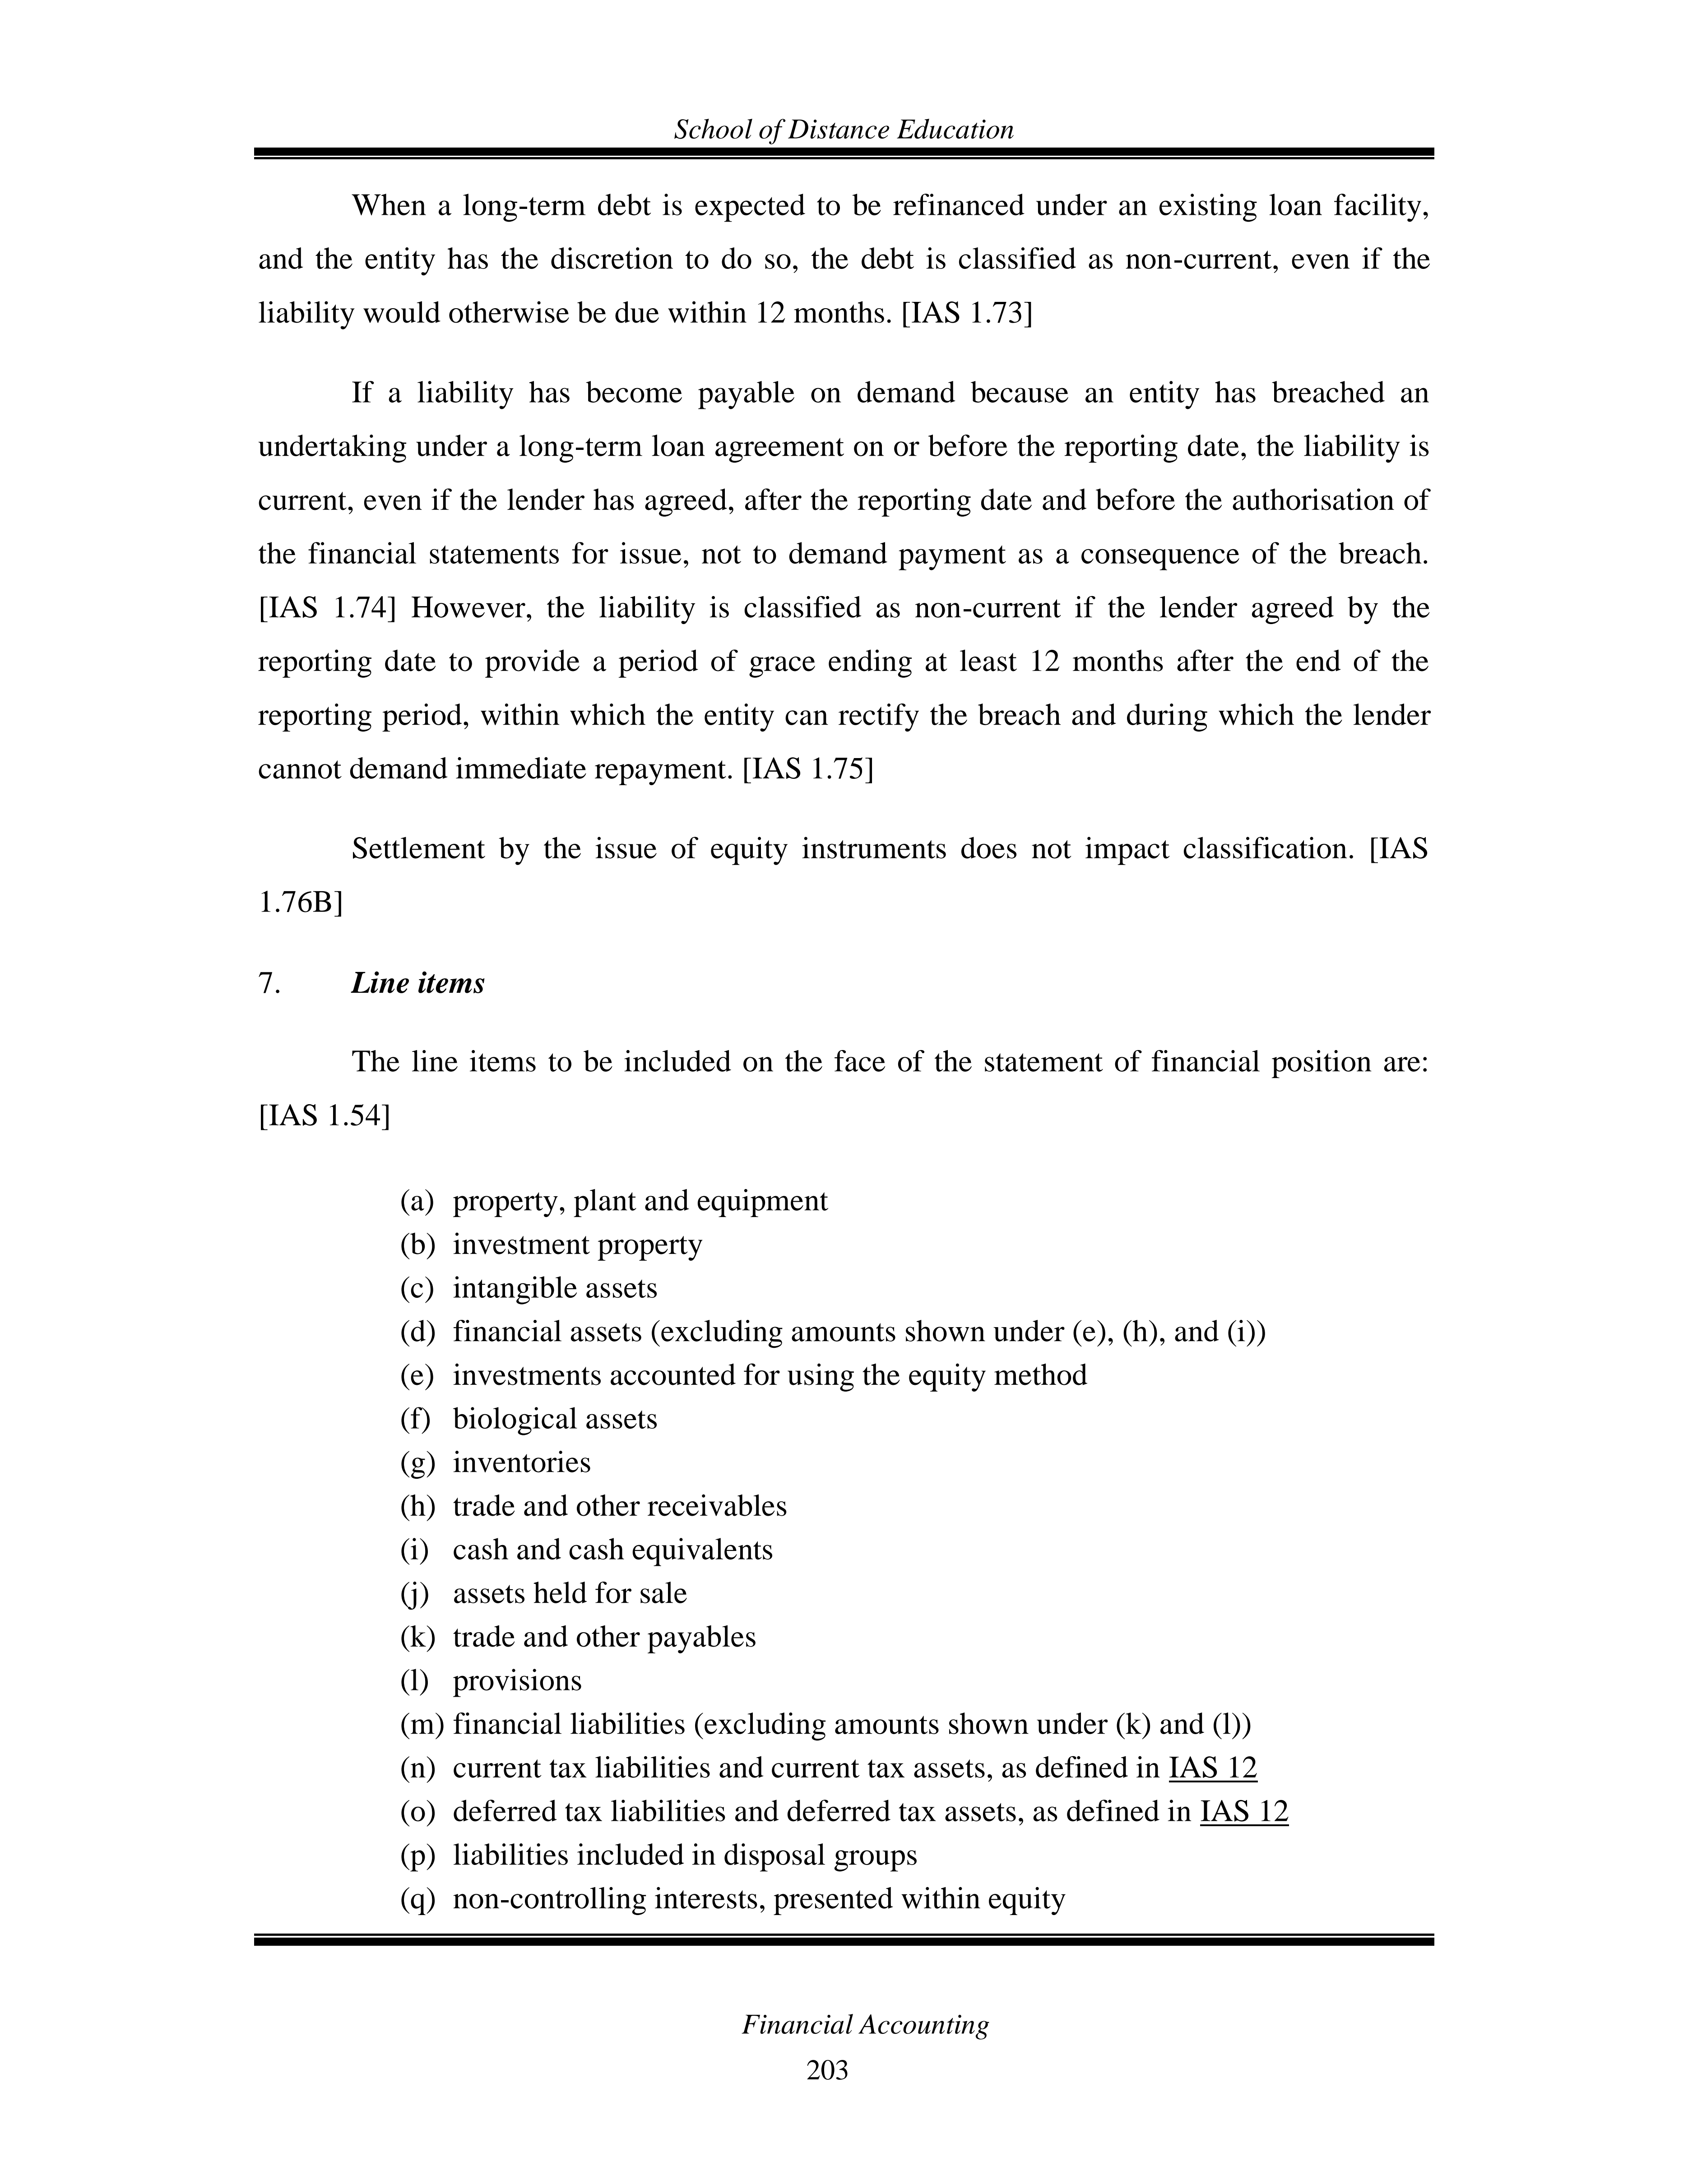 School of Distance Education
When a long-term debt is expected to be refinanced under an existing loan facility,
and the entity has the discretion to do so, the debt is classified as non-current, even if the
liability would otherwise be due within 12 months. [IAS 1.73]
If a liability has become payable on demand because an entity has breached an
undertaking under a long-term loan agreement on or before the reporting date, the liability is
current, even if the lender has agreed, after the reporting date and before the authorisation of
the financial statements for issue, not to demand payment as a consequence of the breach.
[IAS 1.74] However, the liability is classified as non-current if the lender agreed by the
reporting date to provide a period of grace ending at least 12 months after the end of the
reporting period, within which the entity can rectify the breach and during which the lender
cannot demand immediate repayment. [IAS 1.75]
Settlement by the issue of equity instruments does not impact classification. [IAS
1.76B]
7. Line items
The line items to be included on the face of the statement of financial position are:
[IAS 1.54]
(a) property, plant and equipment
(b) investment property
(c) intangible assets
(d) financial assets (excluding amounts shown under (e), (h), and (i))
(e) investments accounted for using the equity method
(f) biological assets
(g) inventories
(h) trade and other receivables
(i) cash and cash equivalents
(j) assets held for sale
(k) trade and other payables
(l) provisions
(m) financial liabilities (excluding amounts shown under (k) and (l))
(n) current tax liabilities and current tax assets, as defined in IAS 12
(o) deferred tax liabilities and deferred tax assets, as defined in IAS 12
(p) liabilities included in disposal groups
(q) non-controlling interests, presented within equity
Financial Accounting
203